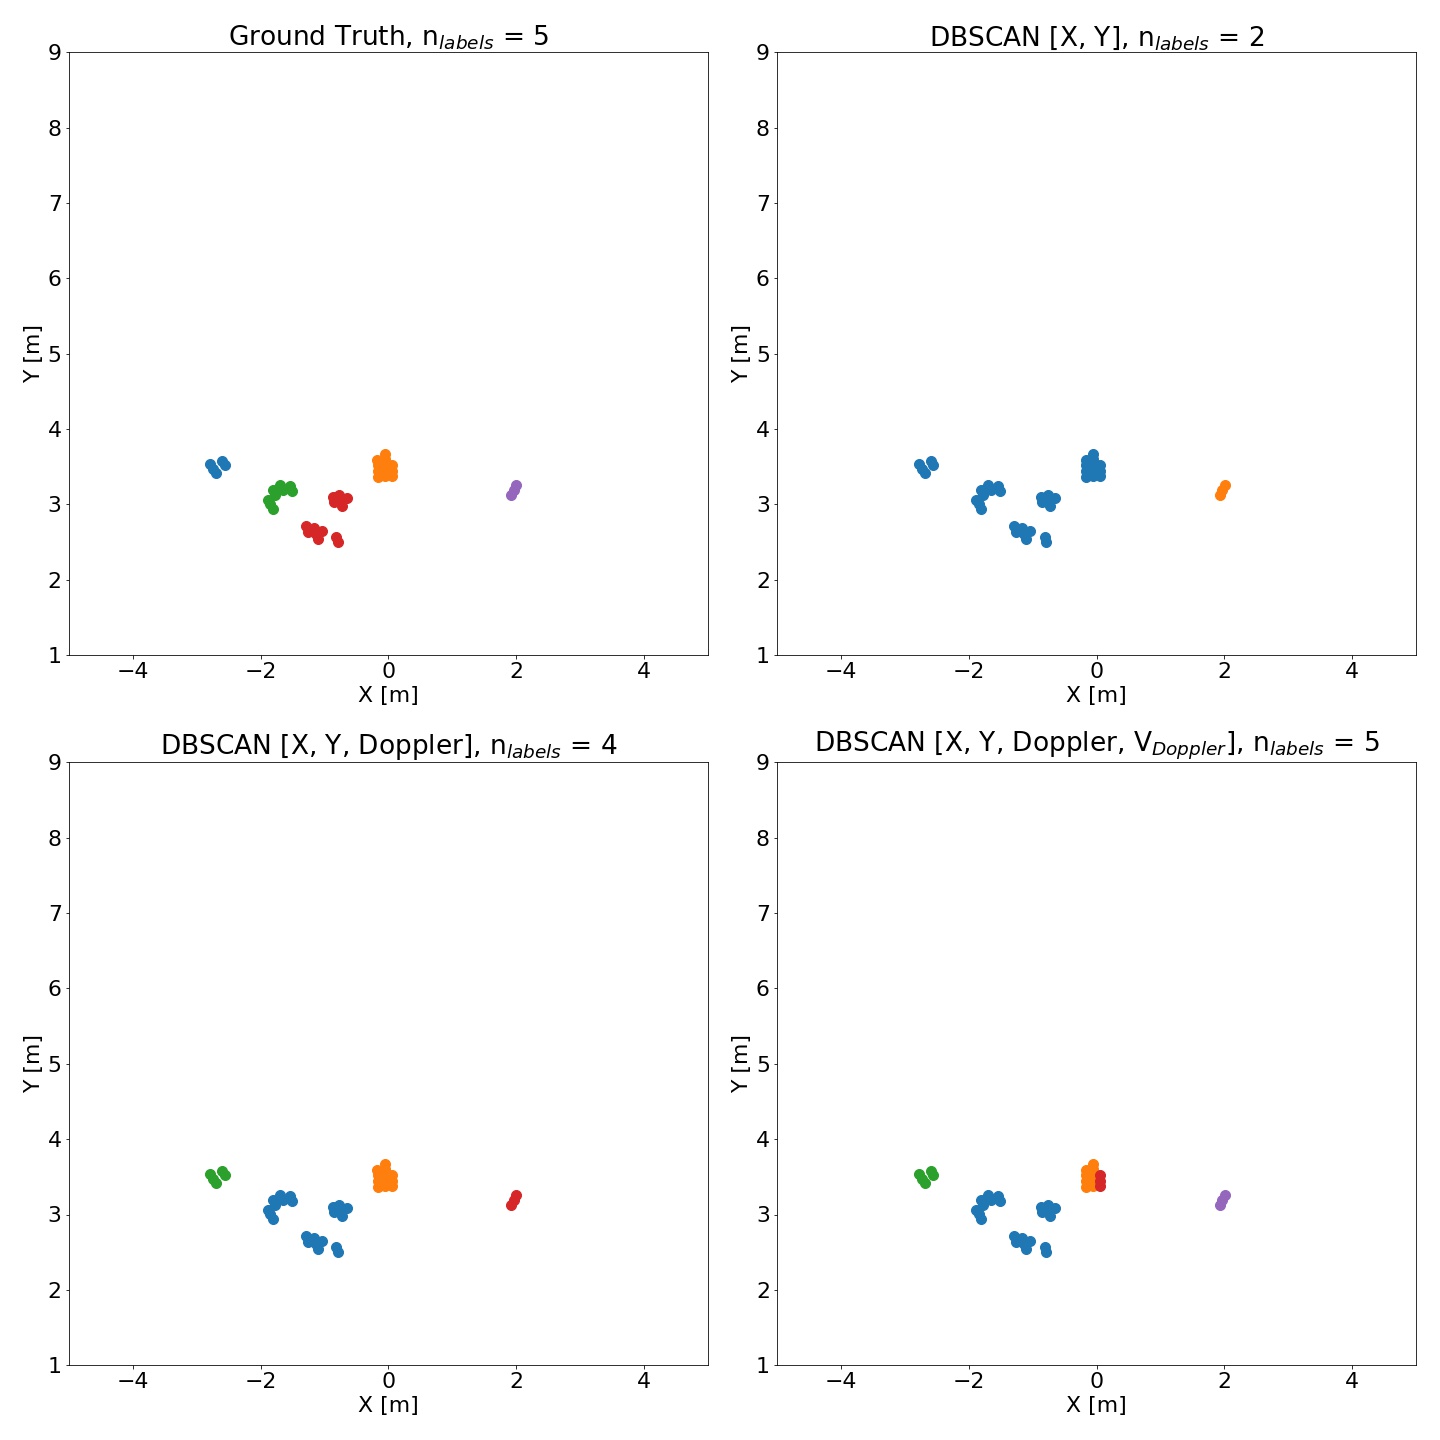 Ground Truth, n_labels = 5
9
8
7
6
5
4
3
2
1
Y [m]
−4 −2 0 2 4
X [m]
DBSCAN [X, Y], n_labels = 2
9
8
7
6
5
4
3
2
1
Y [m]
−4 −2 0 2 4
X [m]
DBSCAN [X, Y, Doppler], n_labels = 4
9
8
7
6
5
4
3
2
1
Y [m]
−4 −2 0 2 4
X [m]
DBSCAN [X, Y, Doppler, V_Doppler], n_labels = 5
9
8
7
6
5
4
3
2
1
Y [m]
−4 −2 0 2 4
X [m]